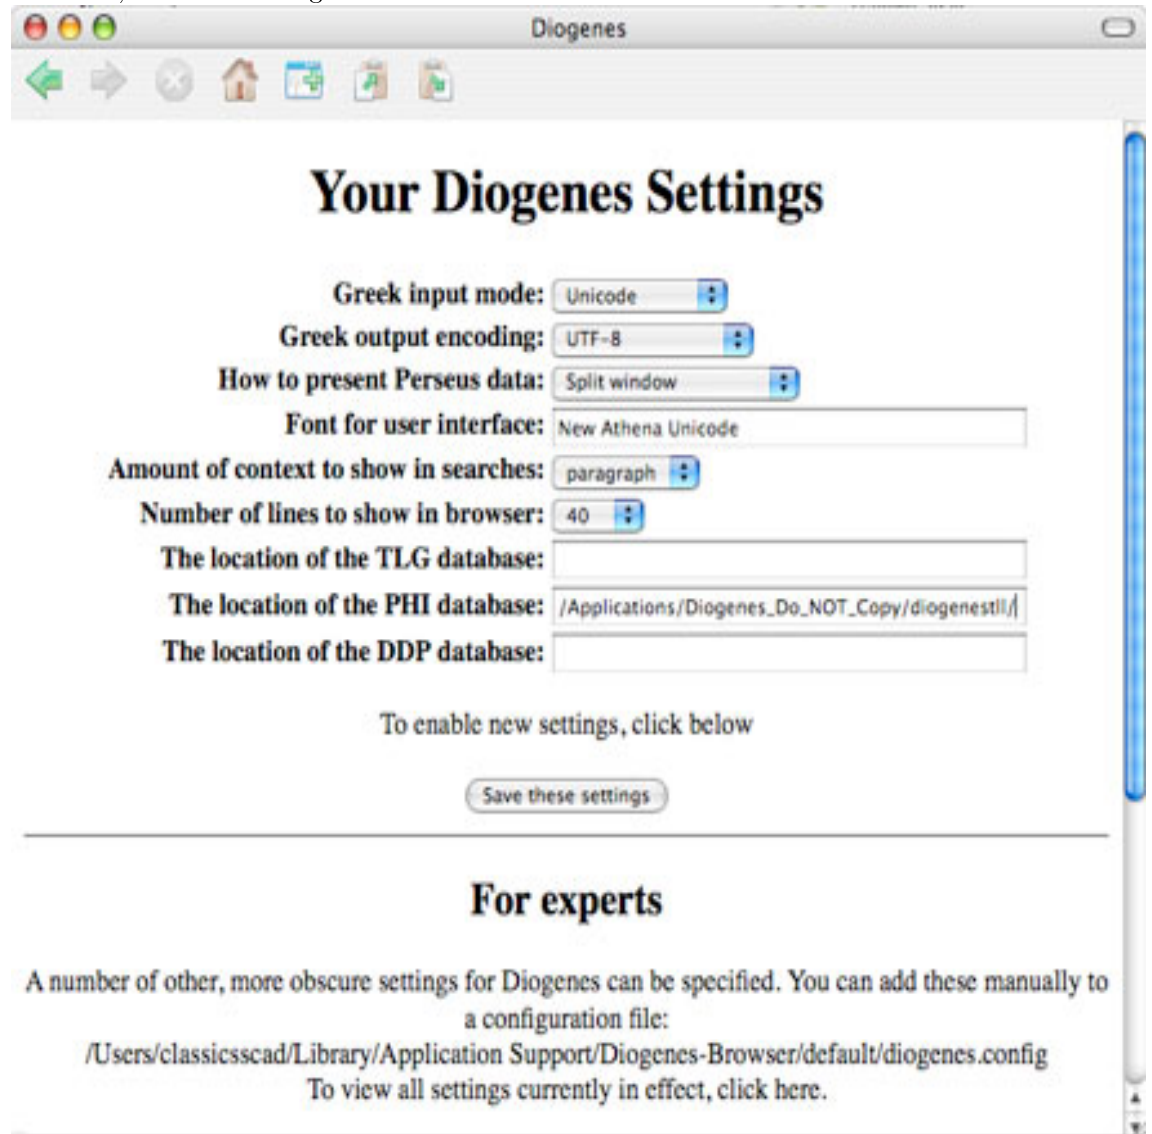 Diogenes
Your Diogenes Settings
Greek input mode: Unicode
Greek output encoding: UTF-8
How to present Perseus data: Split window
Font for user interface: New Athena Unicode
Amount of context to show in searches: paragraph
Number of lines to show in browser: 40
The location of the TLG database:
The location of the PHI database: /Applications/Diogenes_Do_NOT_Copy/diogenestll/
The location of the DDP database:
To enable new settings, click below
Save these settings
For experts
A number of other, more obscure settings for Diogenes can be specified. You can add these manually to
a configuration file:
/Users/classicsscad/Library/Application Support/Diogenes-Browser/default/diogenes.config
To view all settings currently in effect, click here.